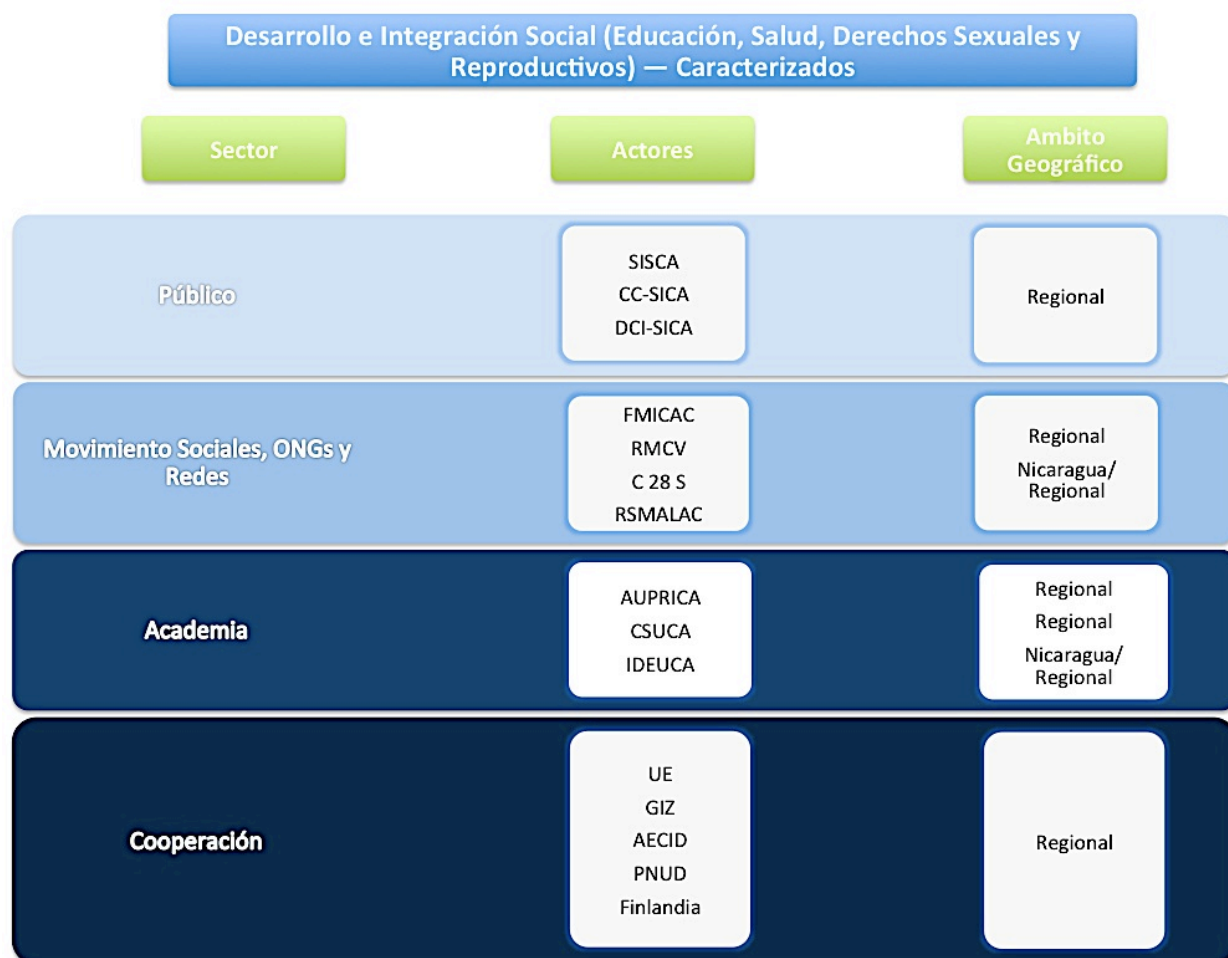 Desarrollo e Integración Social (Educación, Salud, Derechos Sexuales y
Reproductivos) — Caracterizados
Sector
Actores
Ambito
Geográfico
Público
SISCA
CC-SICA
DCI-SICA
Regional
Movimiento Sociales, ONGs y
Redes
FMICAC
RMCV
C 28 S
RSMALAC
Regional
Nicaragua/
Regional
Academia
AUPRICA
CSUCA
IDEUCA
Regional
Regional
Nicaragua/
Regional
Cooperación
UE
GIZ
AECID
PNUD
Finlandia
Regional